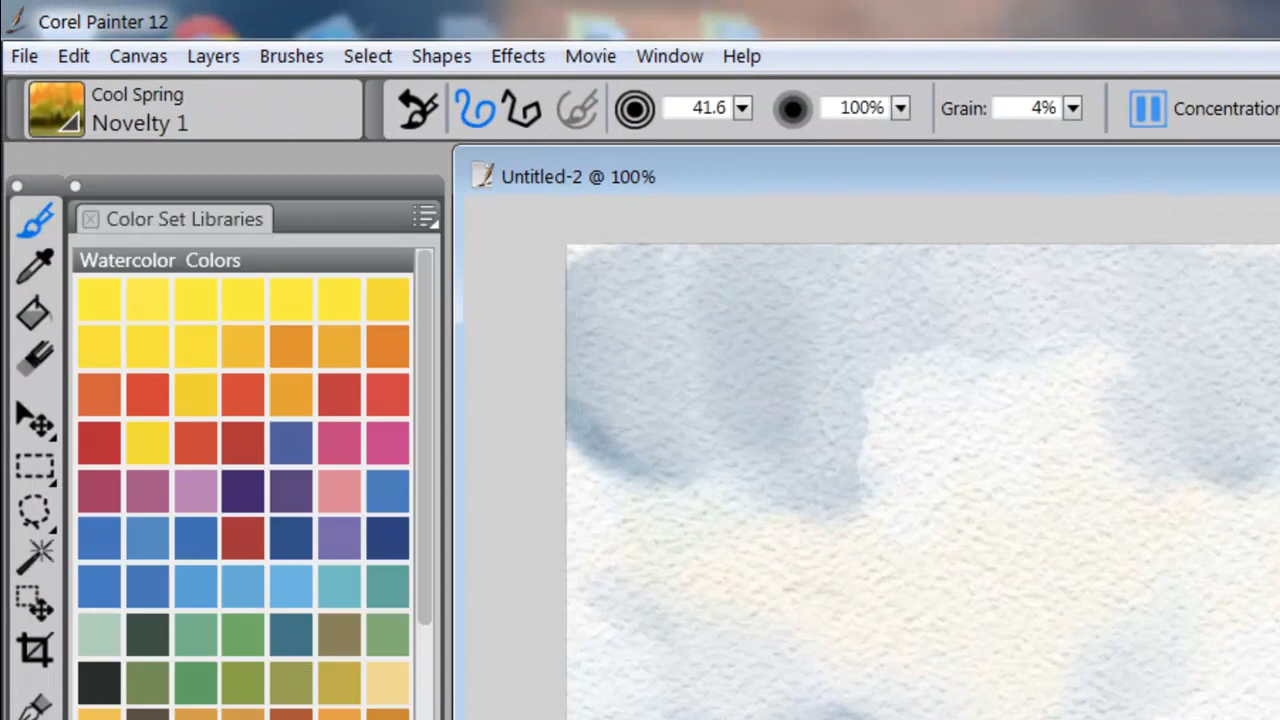 Corel Painter 12
File Edit Canvas Layers Brushes Select Shapes Effects Movie Window Help
Cool Spring
Novelty 1
41.6 100% Grain: 4% Concentration
Untitled-2 @ 100%
Color Set Libraries
Watercolor Colors